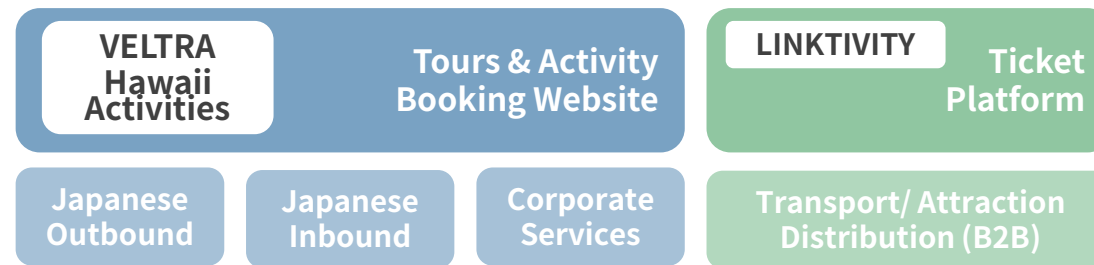 VELTRA
Hawaii
Activities
Tours & Activity
Booking Website
LINKTIVITY
Ticket
Platform
Japanese
Outbound
Japanese
Inbound
Corporate
Services
Transport/ Attraction
Distribution (B2B)